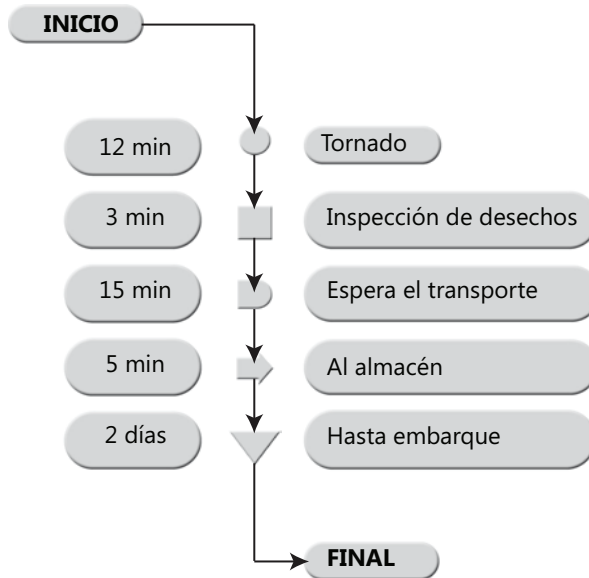 INICIO
12 min
Tornado
3 min
Inspección de desechos
15 min
Espera el transporte
5 min
Al almacén
2 días
Hasta embarque
FINAL